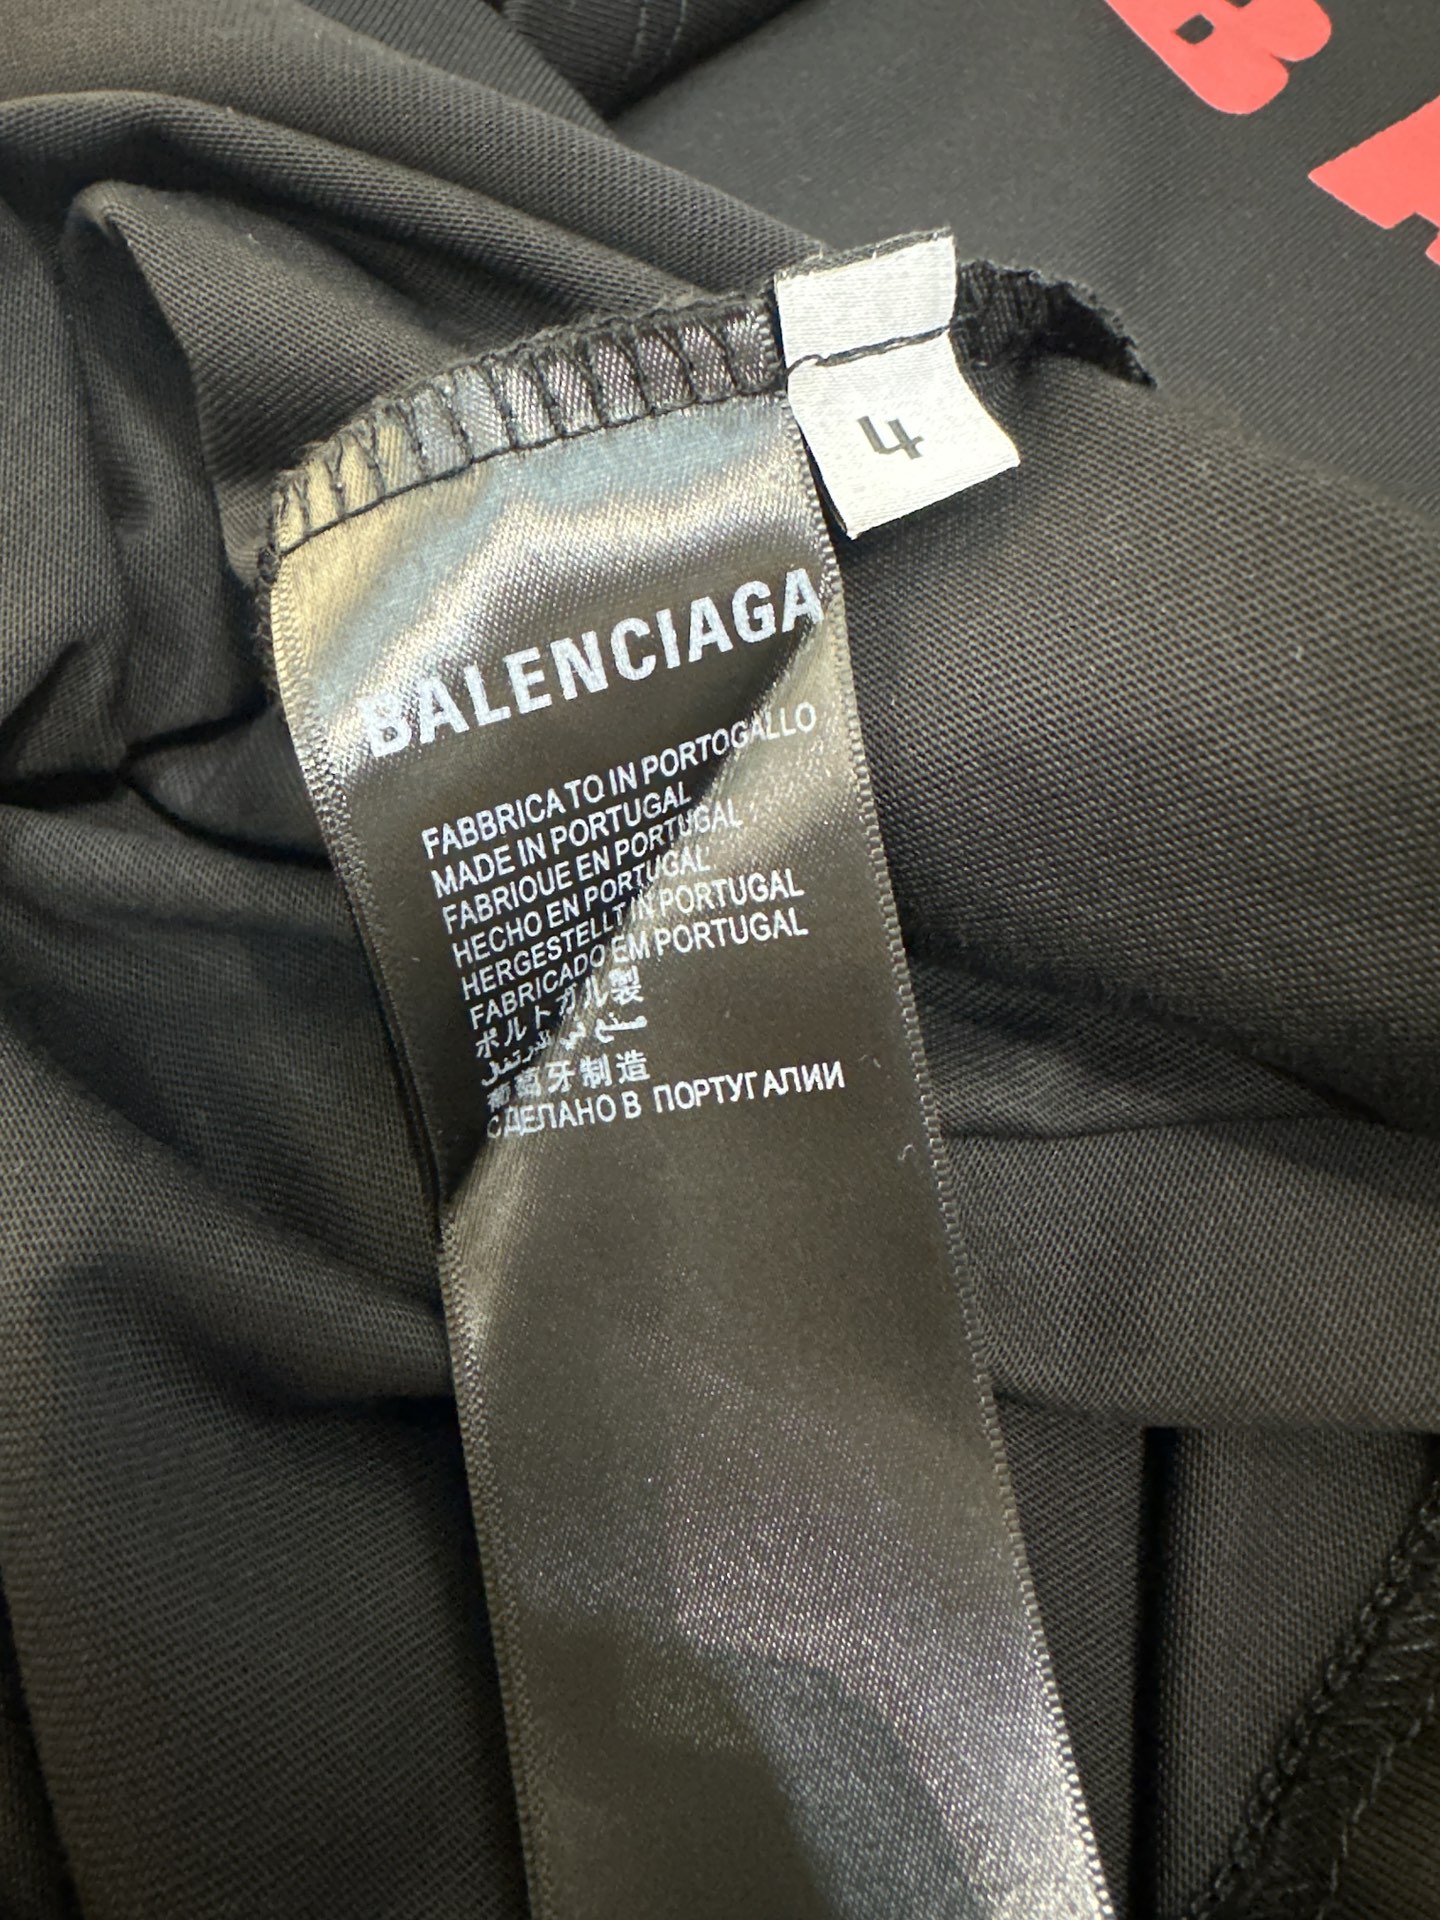 B
4
BALENCIAGA
FABBRICATO IN PORTOGALLO
MADE IN PORTUGAL
FABRIQUE EN PORTUGAL
HECHO EN PORTUGAL
HERGESTELLT IN PORTUGAL
FABRICADO EM PORTUGAL
ポルトガル製
صنع في البرتغال
葡萄牙制造
СДЕЛАНО В ПОРТУГАЛИИ